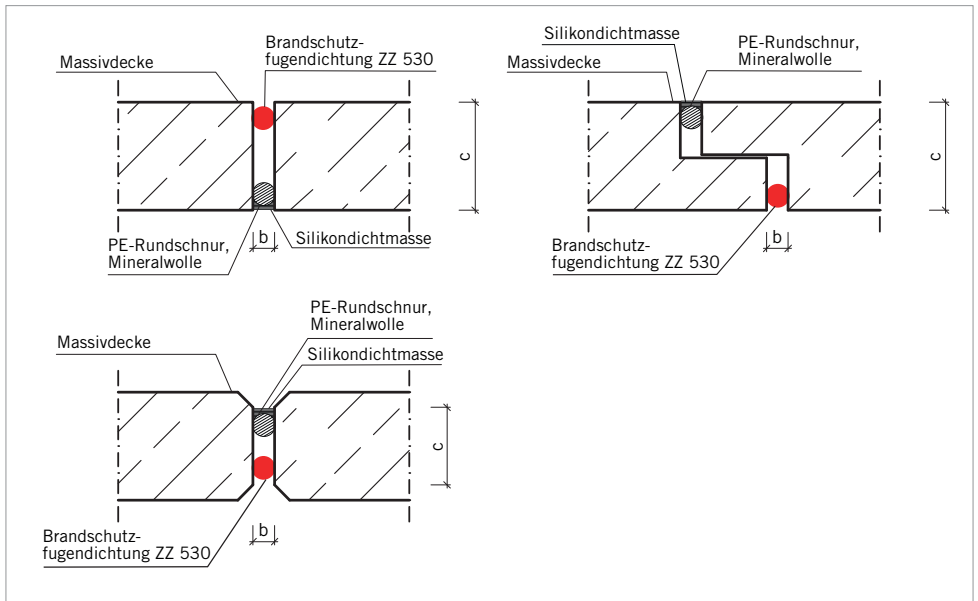 Brandschutz-
fugendichtung ZZ 530
Massivdecke
c
b
PE-Rundschnur,
Mineralwolle
Silikondichtmasse
Silikondichtmasse
PE-Rundschnur,
Mineralwolle
Massivdecke
c
b
Brandschutz-
fugendichtung ZZ 530
PE-Rundschnur,
Mineralwolle
Massivdecke
Silikondichtmasse
c
b
Brandschutz-
fugendichtung ZZ 530